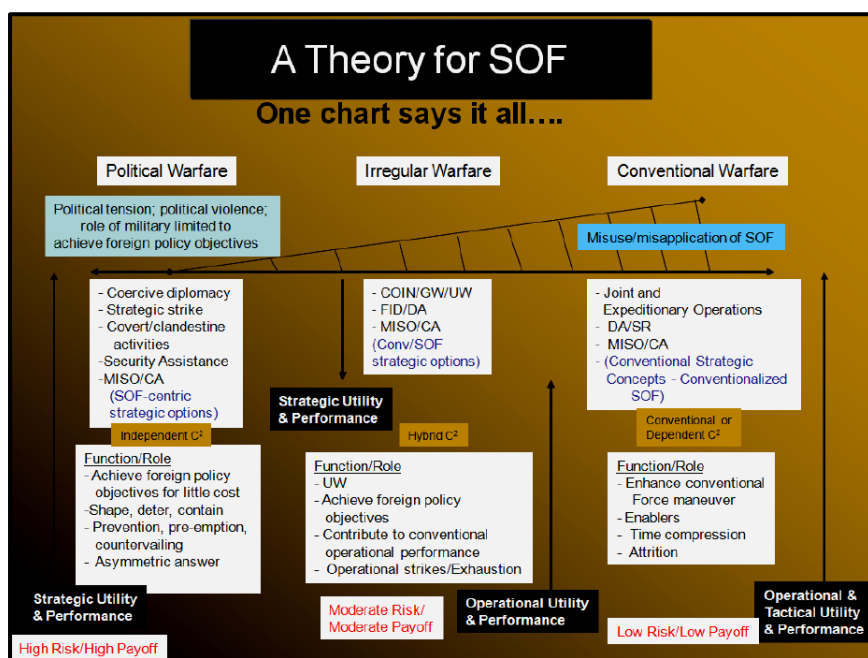 A Theory for SOF
One chart says it all....
Political Warfare
Irregular Warfare
Conventional Warfare
Political tension; political violence;
role of military limited to
achieve foreign policy objectives
Misuse/misapplication of SOF
- Coercive diplomacy
- Strategic strike
- Covert/clandestine
activities
-Security Assistance
-MISO/CA
(SOF-centric
strategic options)
- COIN/GW/UW
- FID/DA
- MISO/CA
(Conv/SOF
strategic options)
- Joint and
Expeditionary Operations
- DA/SR
- MISO/CA
- (Conventional Strategic
Concepts - Conventionalized
SOF)
Strategic Utility
& Performance
Independent C²
Hybrid C²
Conventional or
Dependent C²
Function/Role
- Achieve foreign policy
objectives for little cost
-Shape, deter, contain
- Prevention, pre-emption,
countervailing
- Asymmetric answer
Function/Role
- UW
- Achieve foreign policy
objectives
- Contribute to conventional
operational performance
- Operational strikes/Exhaustion
Function/Role
- Enhance conventional
Force maneuver
- Enablers
- Time compression
- Attrition
Strategic Utility
& Performance
High Risk/High Payoff
Moderate Risk/
Moderate Payoff
Operational Utility
& Performance
Low Risk/Low Payoff
Operational &
Tactical Utility
& Performance